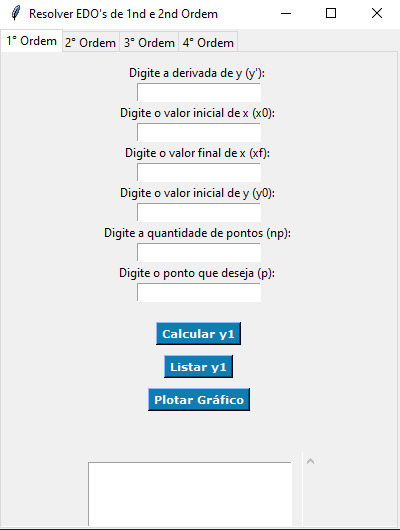 Resolver EDO's de 1nd e 2nd Ordem
1° Ordem 2° Ordem 3° Ordem 4° Ordem
Digite a derivada de y (y'):
Digite o valor inicial de x (x0):
Digite o valor final de x (xf):
Digite o valor inicial de y (y0):
Digite a quantidade de pontos (np):
Digite o ponto que deseja (p):
Calcular y1
Listar y1
Plotar Gráfico